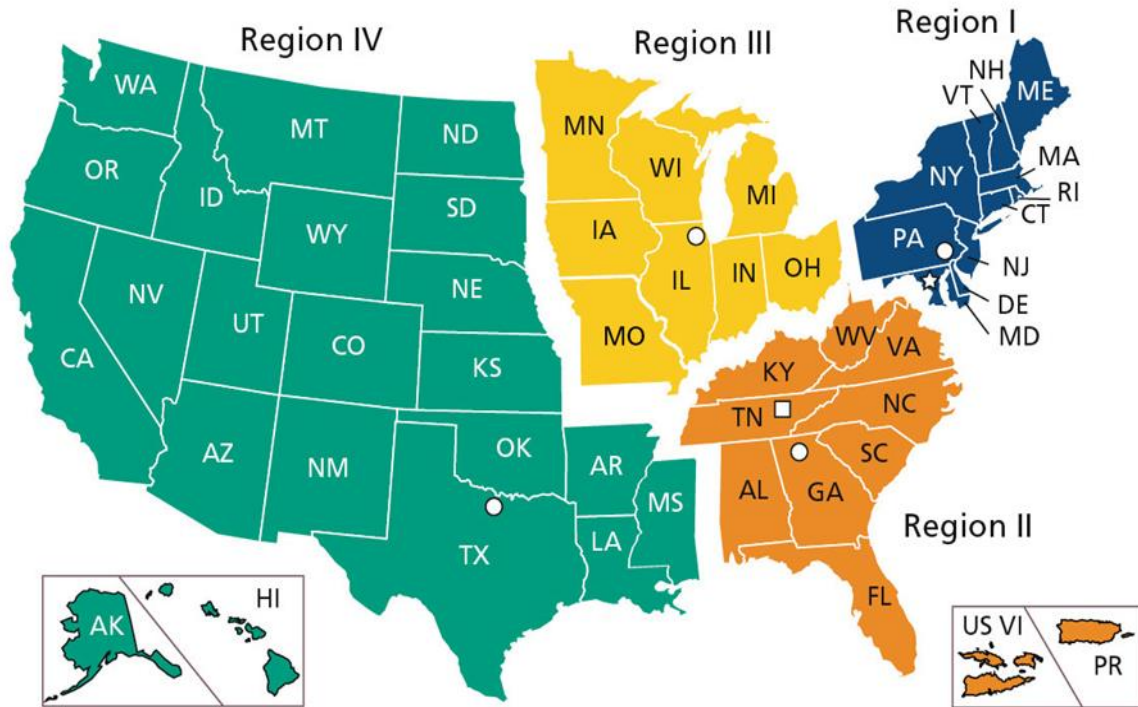 Region IV
Region III
Region I
WA
MT
ND
OR
ID
SD
WY
NE
NV
UT
CO
KS
CA
AZ
NM
OK
TX
AR
LA
MS
AK
HI
MN
WI
MI
IA
IL
IN
OH
MO
NH
VT
ME
MA
NY
RI
CT
PA
NJ
DE
MD
WV
VA
KY
NC
TN
SC
AL
GA
Region II
FL
US VI
PR